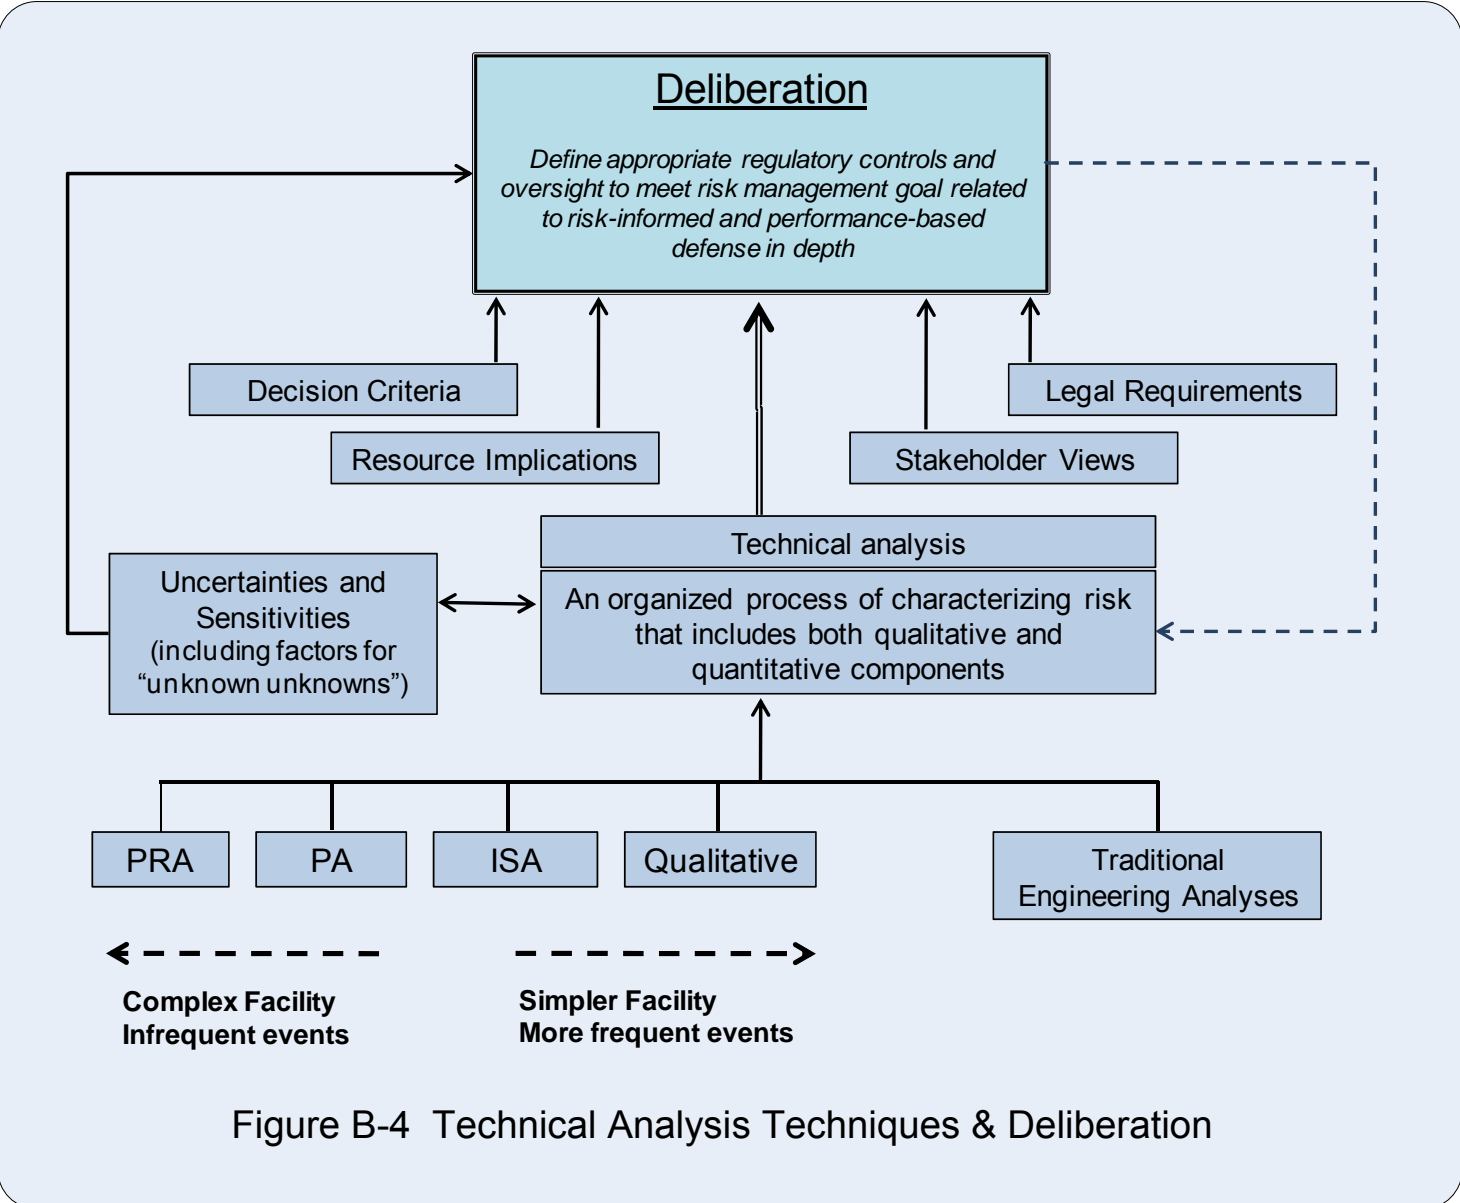 Deliberation
Define appropriate regulatory controls and
oversight to meet risk management goal related
to risk-informed and performance-based
defense in depth
Decision Criteria
Legal Requirements
Resource Implications
Stakeholder Views
Technical analysis
An organized process of characterizing risk
that includes both qualitative and
quantitative components
Uncertainties and
Sensitivities
(including factors for
“unknown unknowns”)
PRA
PA
ISA
Qualitative
Traditional
Engineering Analyses
Complex Facility
Infrequent events
Simpler Facility
More frequent events
Figure B-4 Technical Analysis Techniques & Deliberation